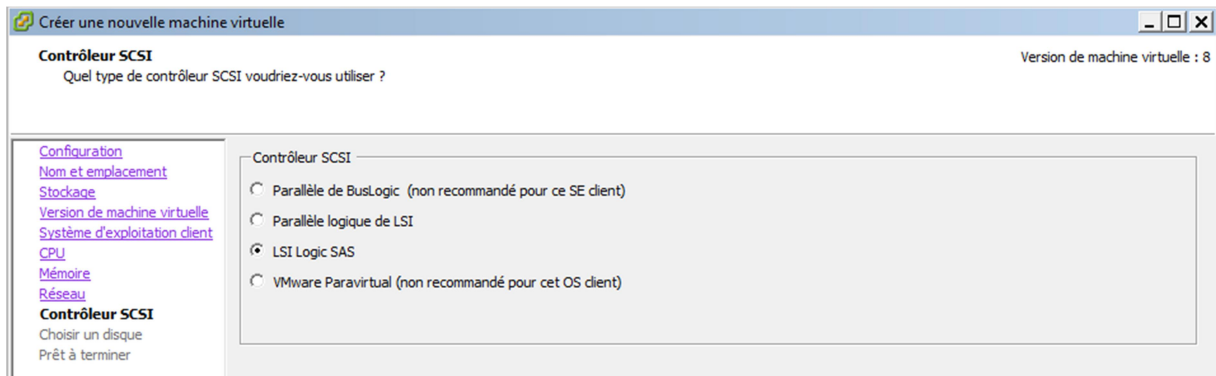 Créer une nouvelle machine virtuelle
Contrôleur SCSI
Quel type de contrôleur SCSI voudriez-vous utiliser ?
Version de machine virtuelle : 8
Configuration
Nom et emplacement
Stockage
Version de machine virtuelle
Système d'exploitation client
CPU
Mémoire
Réseau
Contrôleur SCSI
Choisir un disque
Prêt à terminer
Contrôleur SCSI
Parallèle de BusLogic (non recommandé pour ce SE client)
Parallèle logique de LSI
LSI Logic SAS
VMware Paravirtual (non recommandé pour cet OS client)